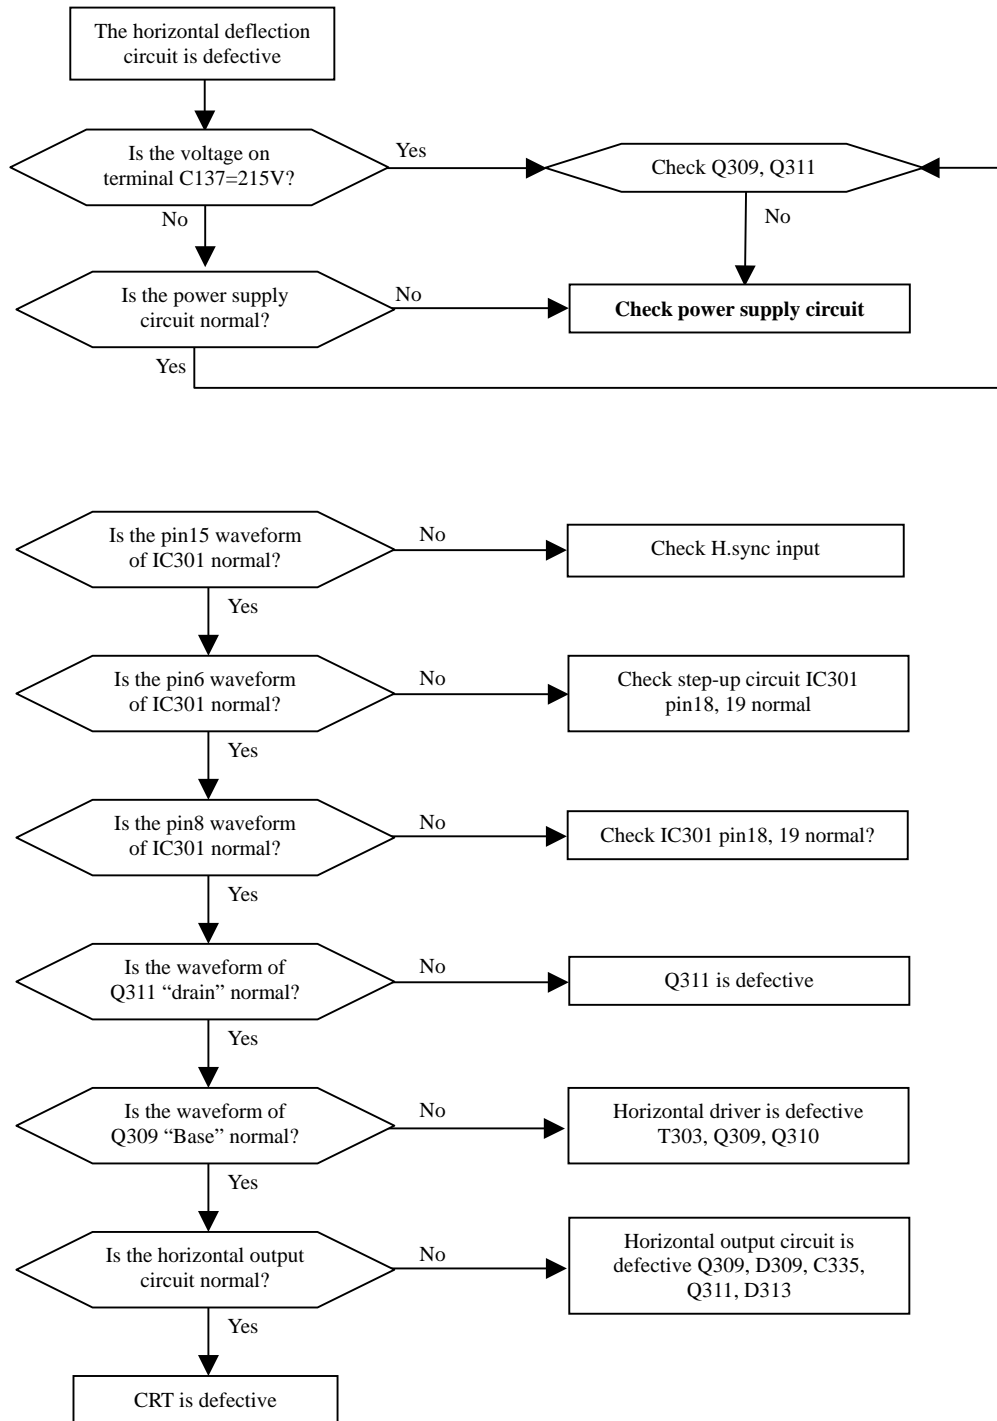 The horizontal deflection
circuit is defective
Is the voltage on
terminal C137=215V?
Yes
Check Q309, Q311
No
No
Is the power supply
circuit normal?
No
Check power supply circuit
Yes
Is the pin15 waveform
of IC301 normal?
No
Check H.sync input
Yes
Is the pin6 waveform
of IC301 normal?
No
Check step-up circuit IC301
pin18, 19 normal
Yes
Is the pin8 waveform
of IC301 normal?
No
Check IC301 pin18, 19 normal?
Yes
Is the waveform of
Q311 “drain” normal?
No
Q311 is defective
Yes
Is the waveform of
Q309 “Base” normal?
No
Horizontal driver is defective
T303, Q309, Q310
Yes
Is the horizontal output
circuit normal?
No
Horizontal output circuit is
defective Q309, D309, C335,
Q311, D313
Yes
CRT is defective